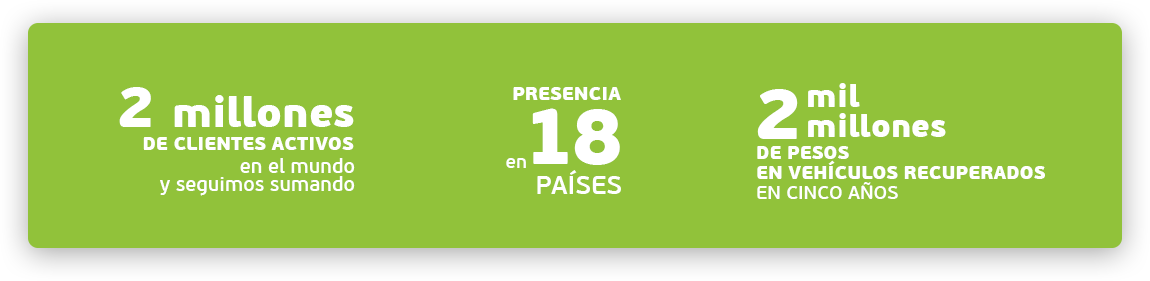 2 millones
DE CLIENTES ACTIVOS
en el mundo
y seguimos sumando
PRESENCIA
en 18
PAÍSES
2 mil
millones
DE PESOS
EN VEHÍCULOS RECUPERADOS
EN CINCO AÑOS